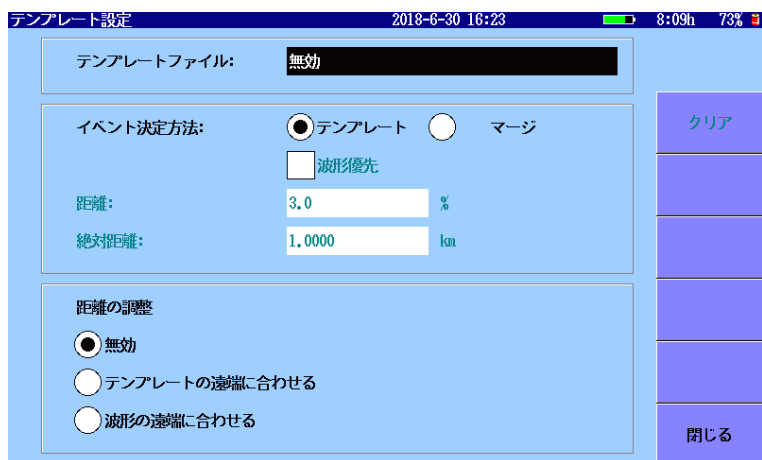 テンプレート設定 2018-6-30 16:23 8:09h 73%
テンプレートファイル: 無効
イベント決定方法: テンプレート マージ
クリア
波形優先
距離: 3.0 %
絶対距離: 1.0000 km
距離の調整
無効
テンプレートの遠端に合わせる
波形の遠端に合わせる
閉じる